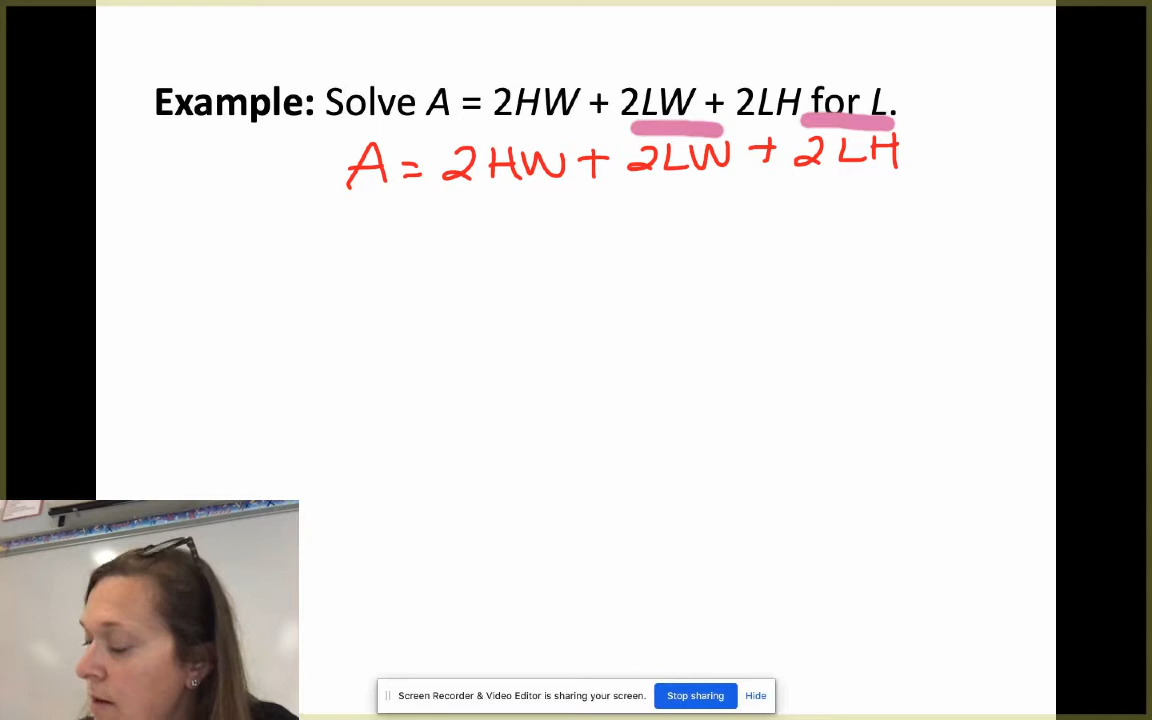 Example: Solve A = 2HW + 2LW + 2LH for L.
A = 2HW + 2LW + 2LH
Screen Recorder & Video Editor is sharing your screen. Stop sharing Hide